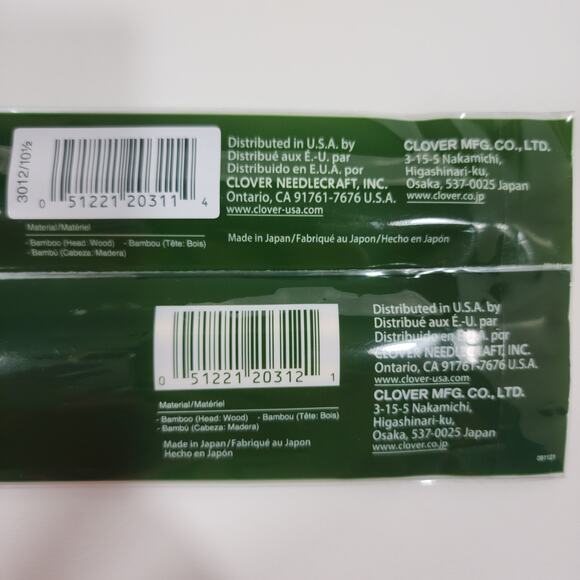 3012/10½
0 51221 20311 4
Material/Matériel
- Bamboo (Head: Wood) - Bambou (Tête: Bois)
- Bambú (Cabeza: Madera)
Distributed in U.S.A. by
Distribué aux É.-U. par
Distribuido en E.U.A. por
CLOVER NEEDLECRAFT, INC.
Ontario, CA 91761-7676 U.S.A.
www.clover-usa.com
Made in Japan/Fabriqué au Japon/Hecho en Japón
CLOVER MFG. CO., LTD.
3-15-5 Nakamichi,
Higashinari-ku,
Osaka, 537-0025 Japan
www.clover.co.jp
0 51221 20312 1
Material/Matériel
- Bamboo (Head: Wood) - Bambou (Tête: Bois)
- Bambú (Cabeza: Madera)
Made in Japan/Fabriqué au Japon
Hecho en Japón
Distributed in U.S.A. by
Distribué aux É.-U. par
Distribuido en E.U.A. por
CLOVER NEEDLECRAFT, INC.
Ontario, CA 91761-7676 U.S.A.
www.clover-usa.com
CLOVER MFG. CO., LTD.
3-15-5 Nakamichi,
Higashinari-ku,
Osaka, 537-0025 Japan
www.clover.co.jp